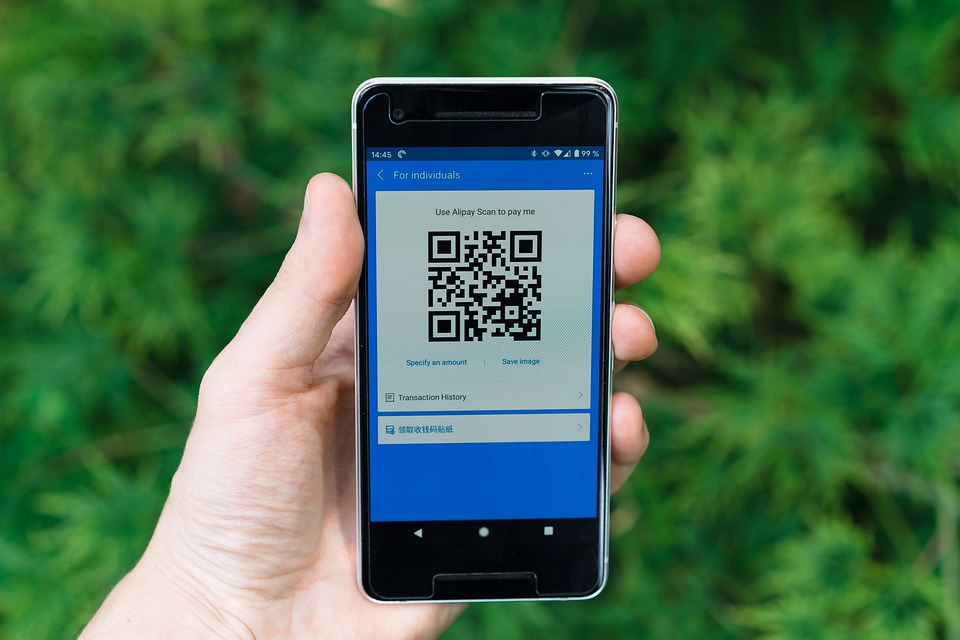 14:45 99 %
For individuals
Use Alipay Scan to pay me
Specify an amount | Save image
Transaction History
领取收钱码贴纸